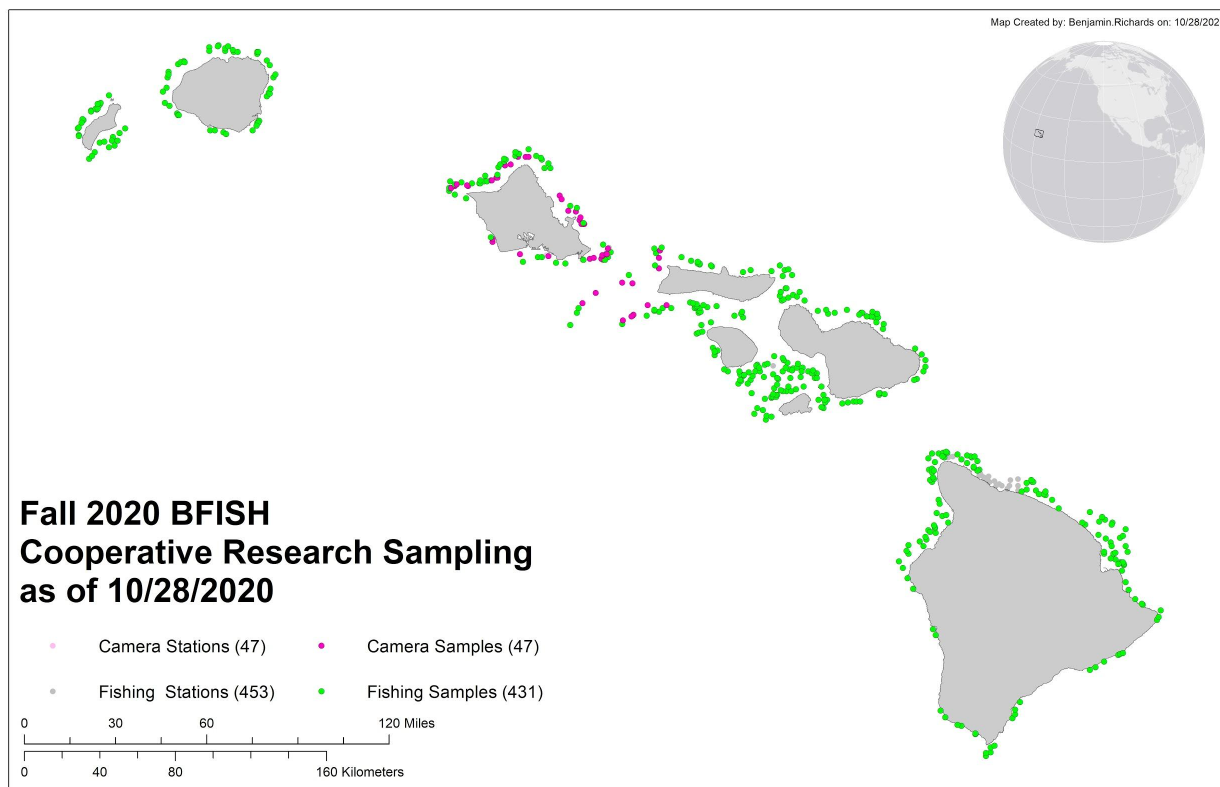 Map Created by: Benjamin.Richards on: 10/28/202
Fall 2020 BFISH
Cooperative Research Sampling
as of 10/28/2020
Camera Stations (47)
Camera Samples (47)
Fishing Stations (453)
Fishing Samples (431)
0 30 60 120 Miles
0 40 80 160 Kilometers